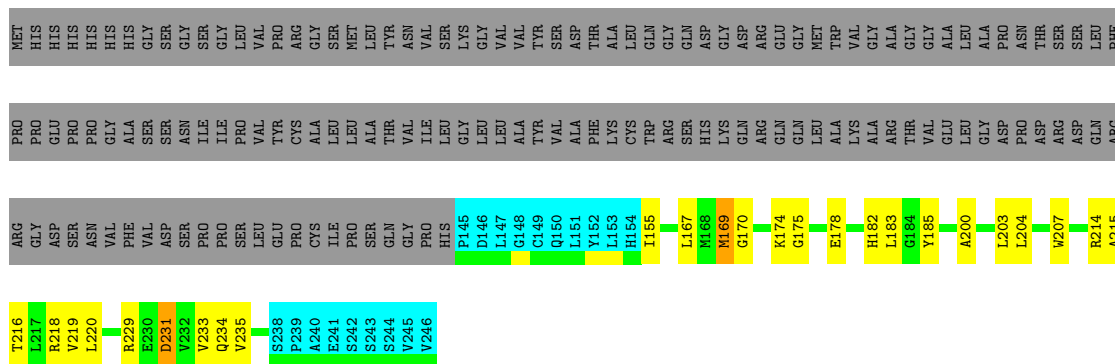 MET HIS HIS HIS HIS HIS HIS GLY SER GLY SER GLY LEU VAL PRO ARG GLY SER MET LEU TYR ASN VAL SER LYS GLY VAL VAL TYR SER ASP THR ALA LEU GLN GLY GLN ASP GLY ASP ARG GLU GLY MET TRP VAL GLY ALA GLY GLY ALA LEU ALA PRO ASN THR SER SER LEU PHE
PRO PRO GLU PRO PRO GLY ALA SER SER ASN ILE ILE PRO VAL TYR CYS ALA LEU LEU ALA THR VAL ILE LEU GLY LEU LEU ALA TYR VAL ALA PHE LYS CYS TRP ARG SER HIS LYS GLN ARG GLN GLN LEU ALA LYS ALA ARG THR VAL GLU LEU GLY ASP PRO ASP ARG ASP GLN ARG
ARG GLY ASP SER ASN VAL PHE VAL ASP SER PRO PRO SER LEU GLU PRO CYS ILE PRO SER GLN GLY PRO HIS P145 D146 L147 G148 C149 Q150 L151 Y152 L153 H154 I155 L167 M168 M169 G170 K174 G175 E178 H182 L183 G184 Y185 A200 L203 L204 W207 R214 A215
T216 L217 R218 V219 L220 R229 E230 D231 V232 V233 Q234 V235 S238 P239 A240 E241 S242 S243 S244 V245 V246